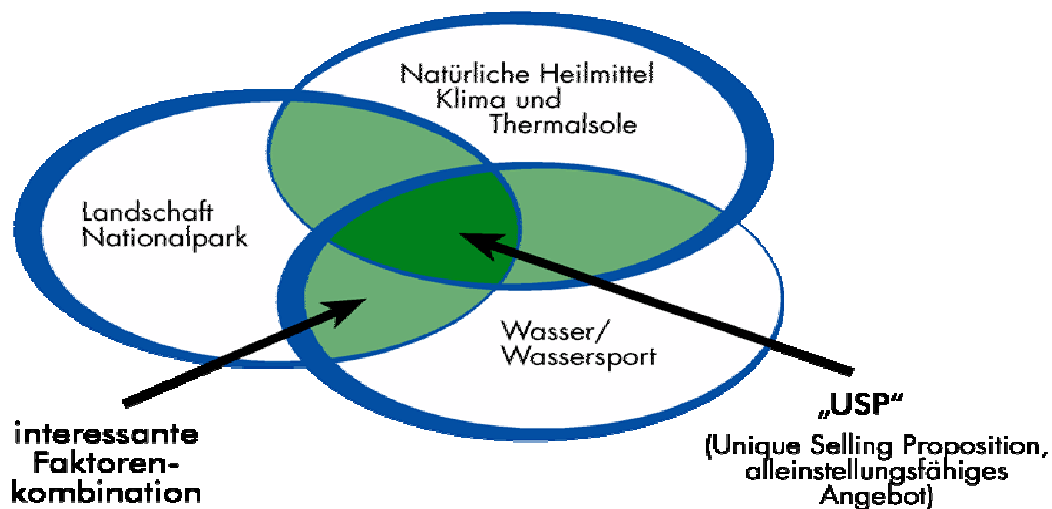 Natürliche Heilmittel
Klima und
Thermalsole
Landschaft
Nationalpark
Wasser/
Wassersport
interessante
Faktoren-
kombination
„USP“
(Unique Selling Proposition,
alleinstellungsfähiges
Angebot)